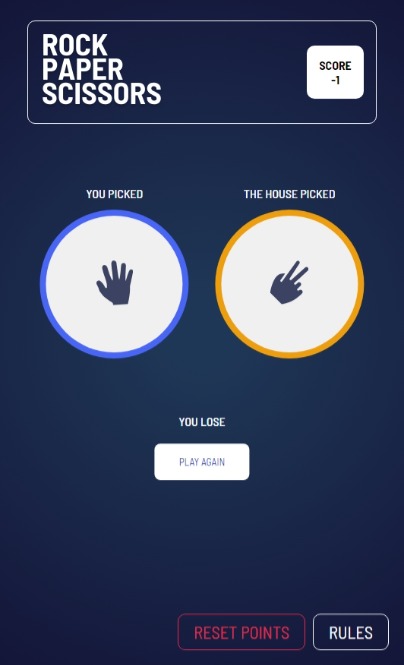 ROCK
PAPER
SCISSORS
SCORE
-1
YOU PICKED
THE HOUSE PICKED
YOU LOSE
PLAY AGAIN
RESET POINTS
RULES